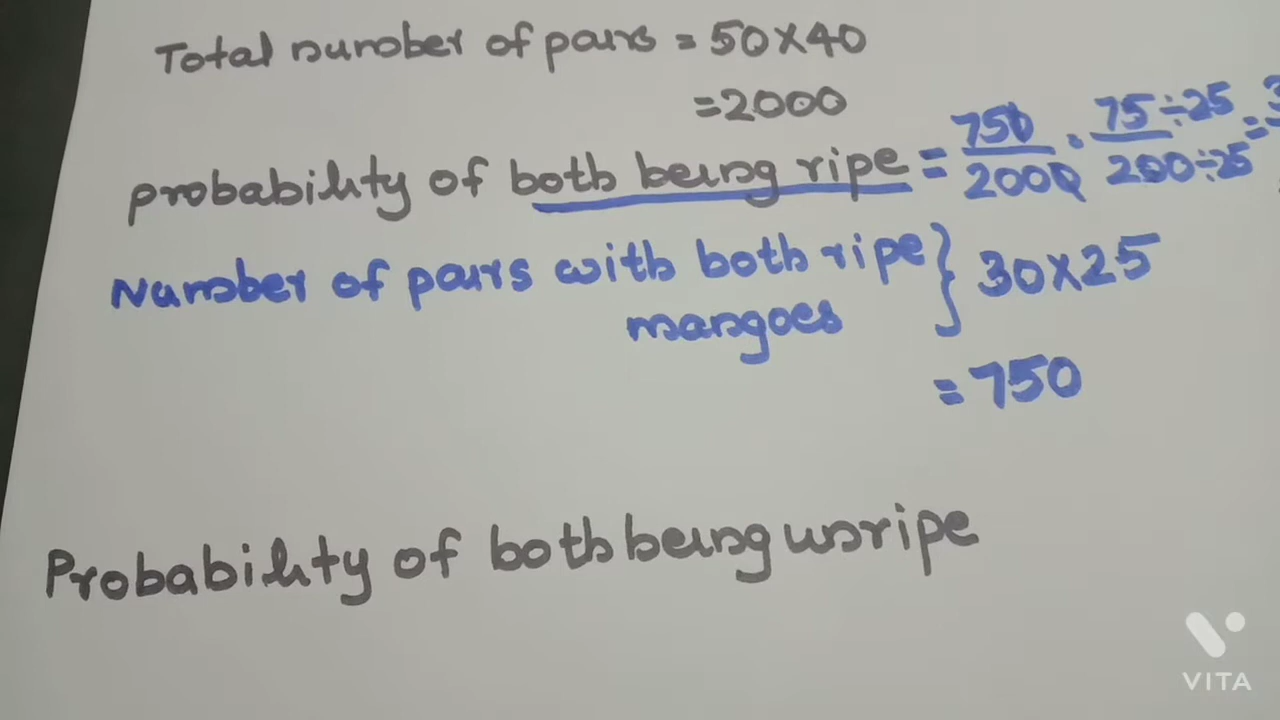 Total number of pairs = 50×40
=2000
probability of both being ripe = 750/2000 . 75÷25/200÷25 = 3
Number of pairs with both ripe mangoes } 30×25
= 750
Probability of both being unripe
VITA